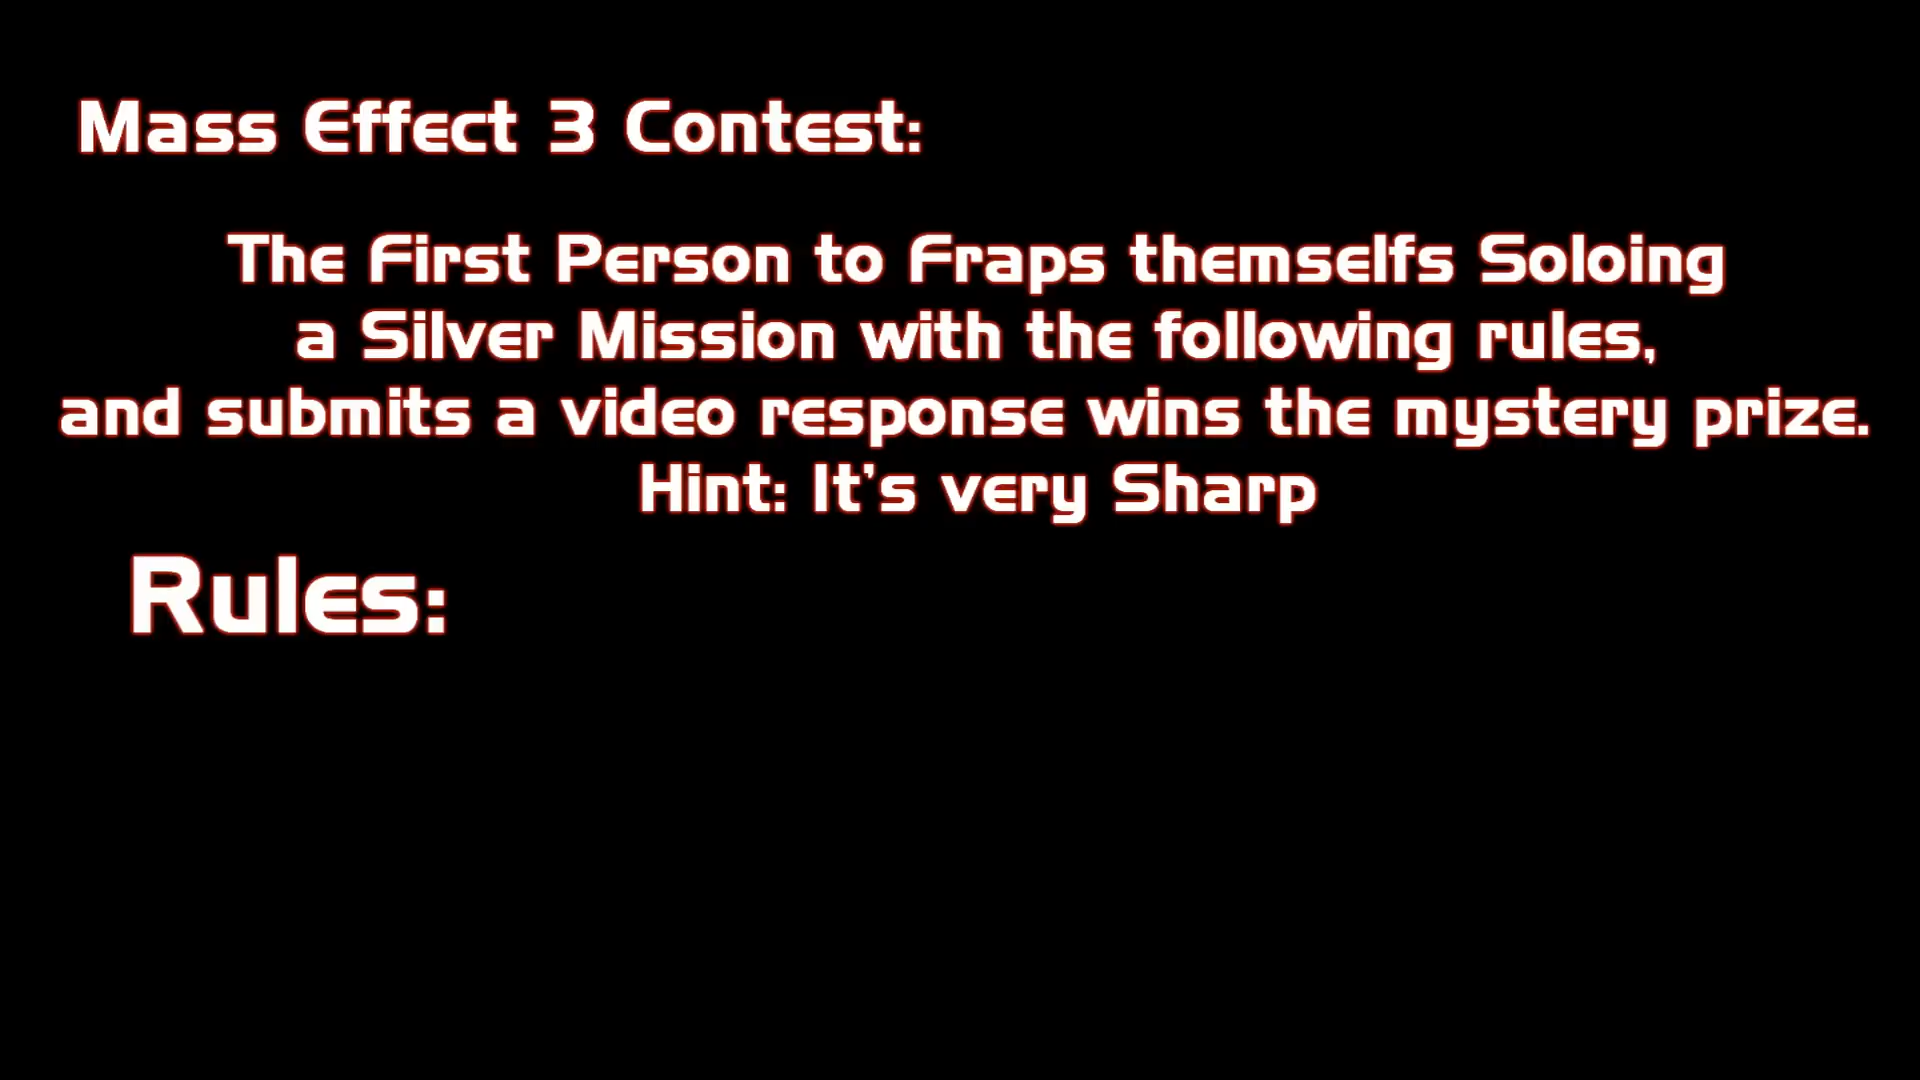 Mass Effect 3 Contest:
The First Person to Fraps themselfs Soloing
a Silver Mission with the following rules,
and submits a video response wins the mystery prize.
Hint: It's very Sharp
Rules: